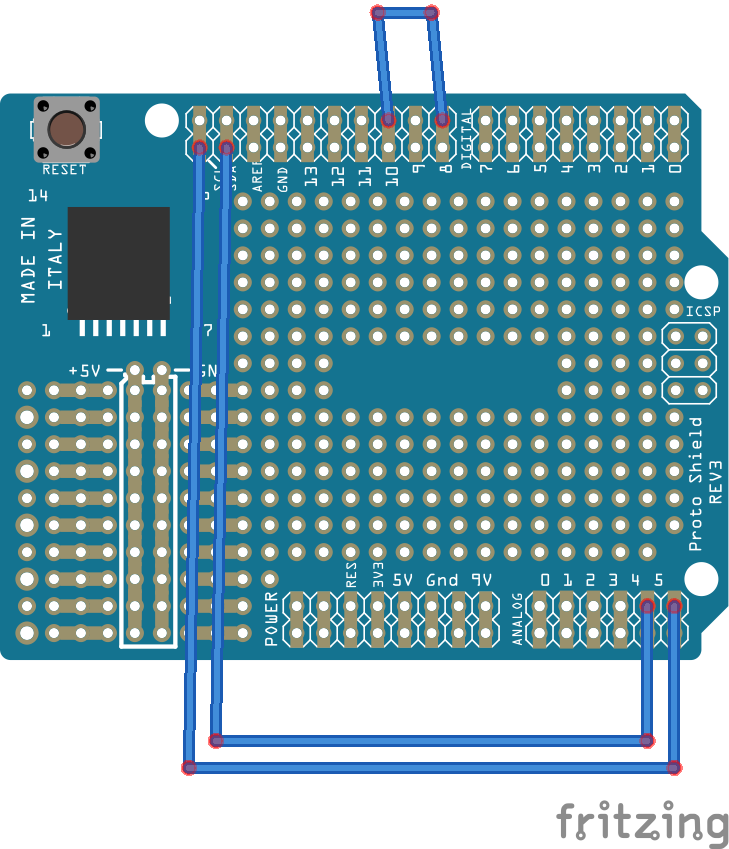 RESET
14
MADE IN
ITALY
1
7
+5V
GN
SCL
SDA
AREF
GND
13
12
11
10
9
8
DIGITAL
7
6
5
4
3
2
1
0
ICSP
Proto Shield
REV3
RES
3V3
5V
Gnd
9V
POWER
0
1
2
3
4
5
ANALOG
fritzing